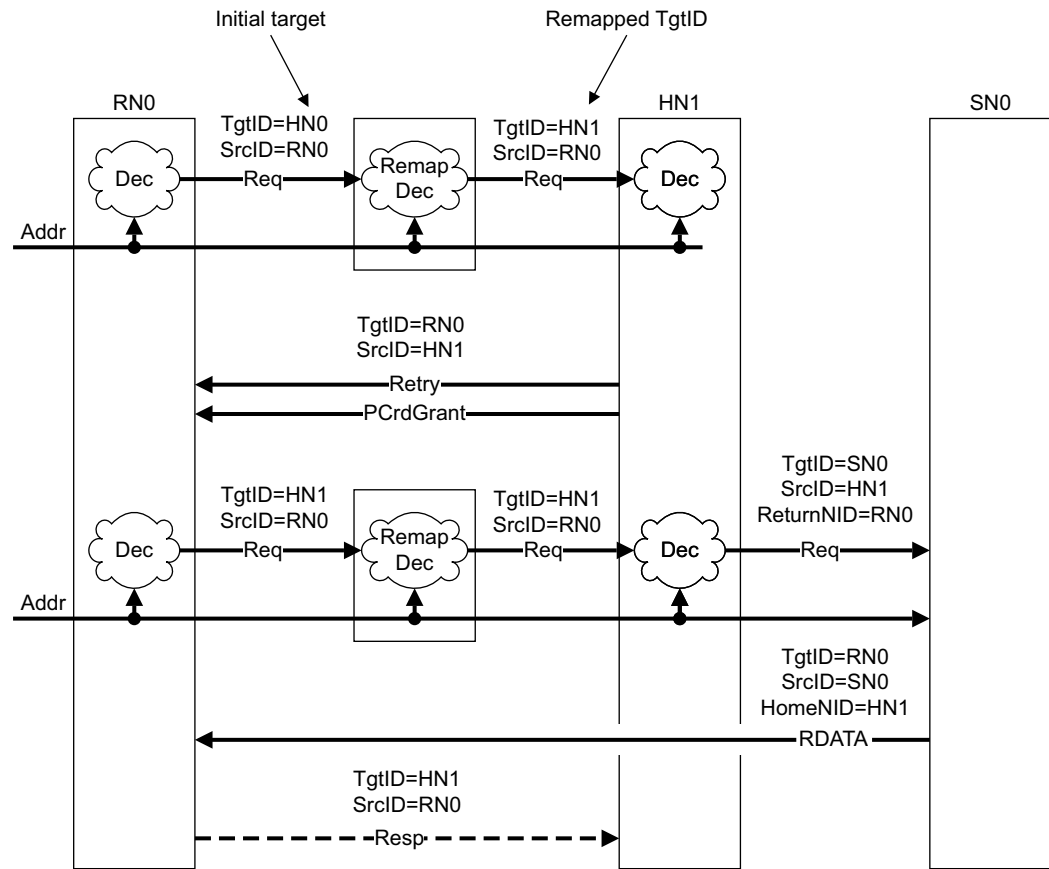 Initial target
Remapped TgtID
RN0
HN1
SN0
TgtID=HN0
SrcID=RN0
Req
TgtID=HN1
SrcID=RN0
Req
Dec
Remap
Dec
Dec
Addr
TgtID=RN0
SrcID=HN1
Retry
PCrdGrant
TgtID=HN1
SrcID=RN0
Req
TgtID=HN1
SrcID=RN0
Req
TgtID=SN0
SrcID=HN1
ReturnNID=RN0
Req
Dec
Remap
Dec
Dec
Addr
TgtID=RN0
SrcID=SN0
HomeNID=HN1
RDATA
TgtID=HN1
SrcID=RN0
Resp